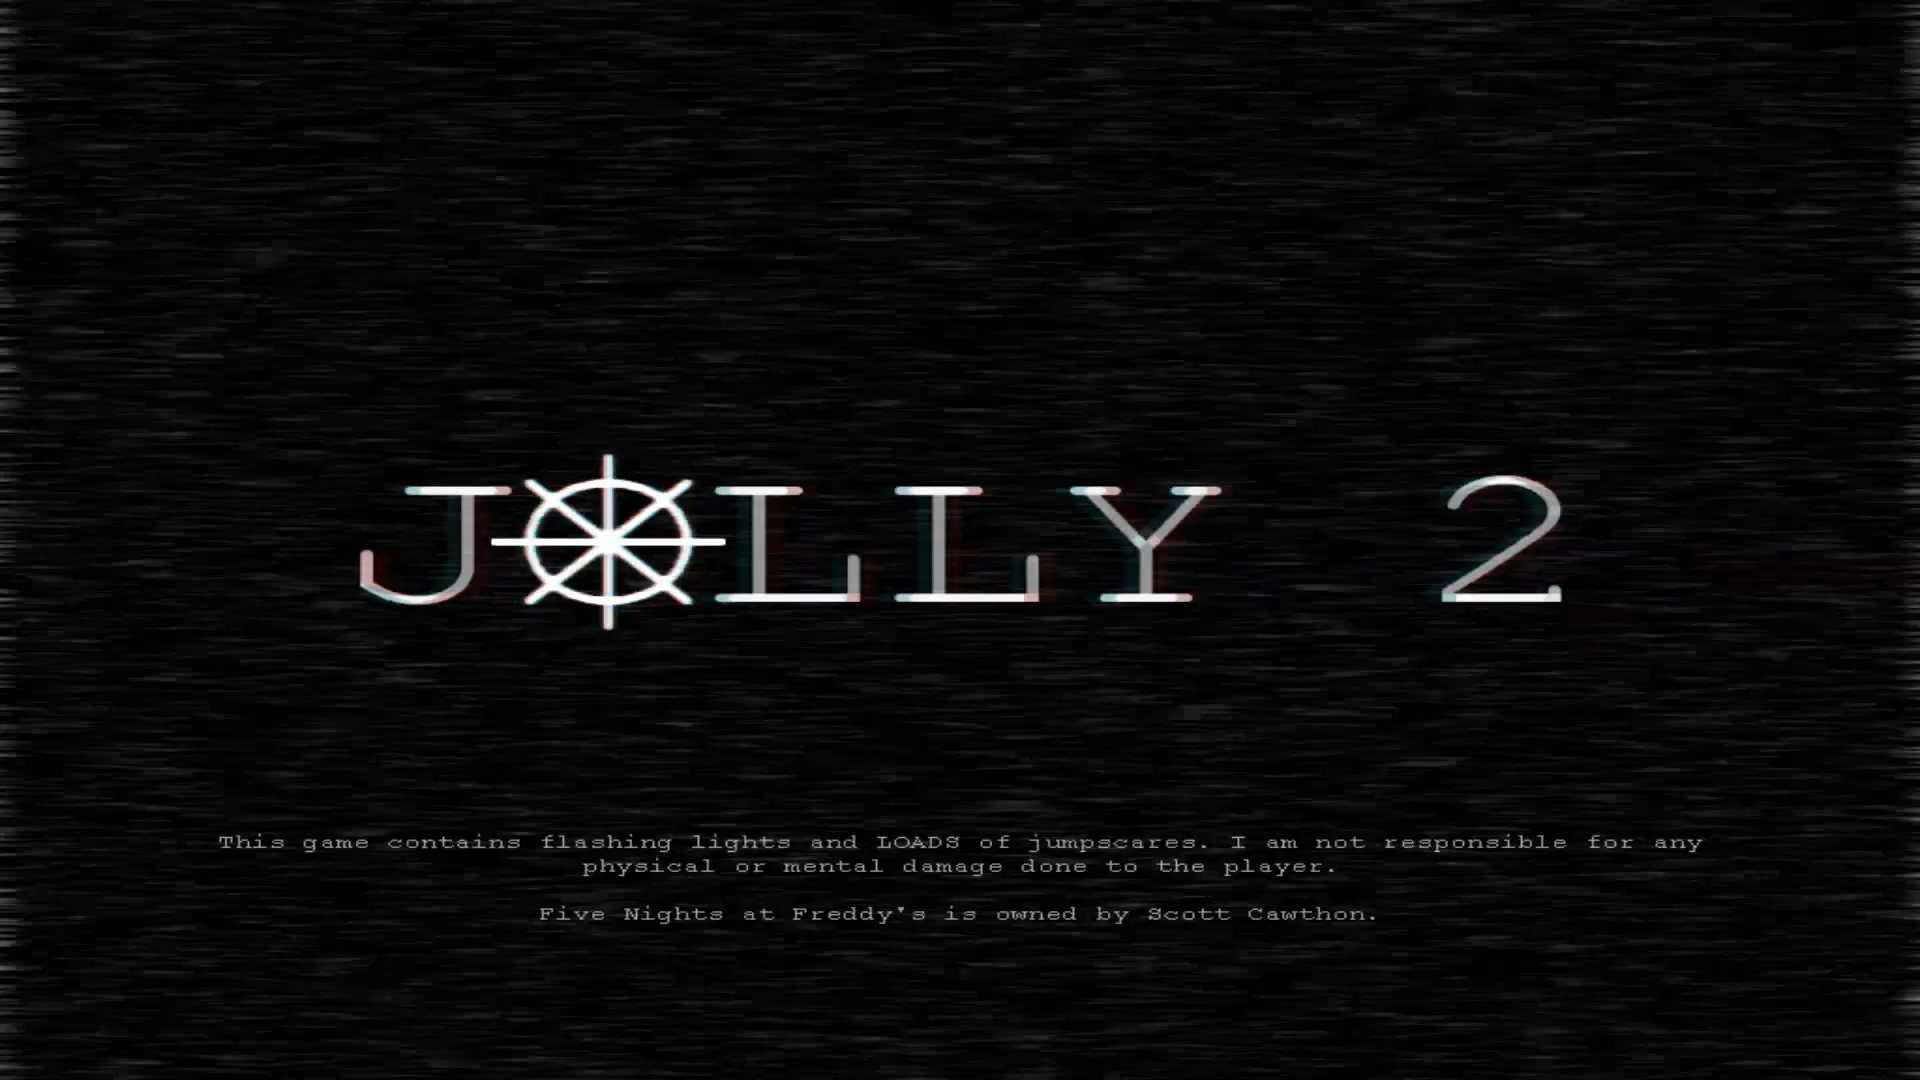 JOLLY 2
This game contains flashing lights and LOADS of jumpscares. I am not responsible for any
physical or mental damage done to the player.
Five Nights at Freddy's is owned by Scott Cawthon.